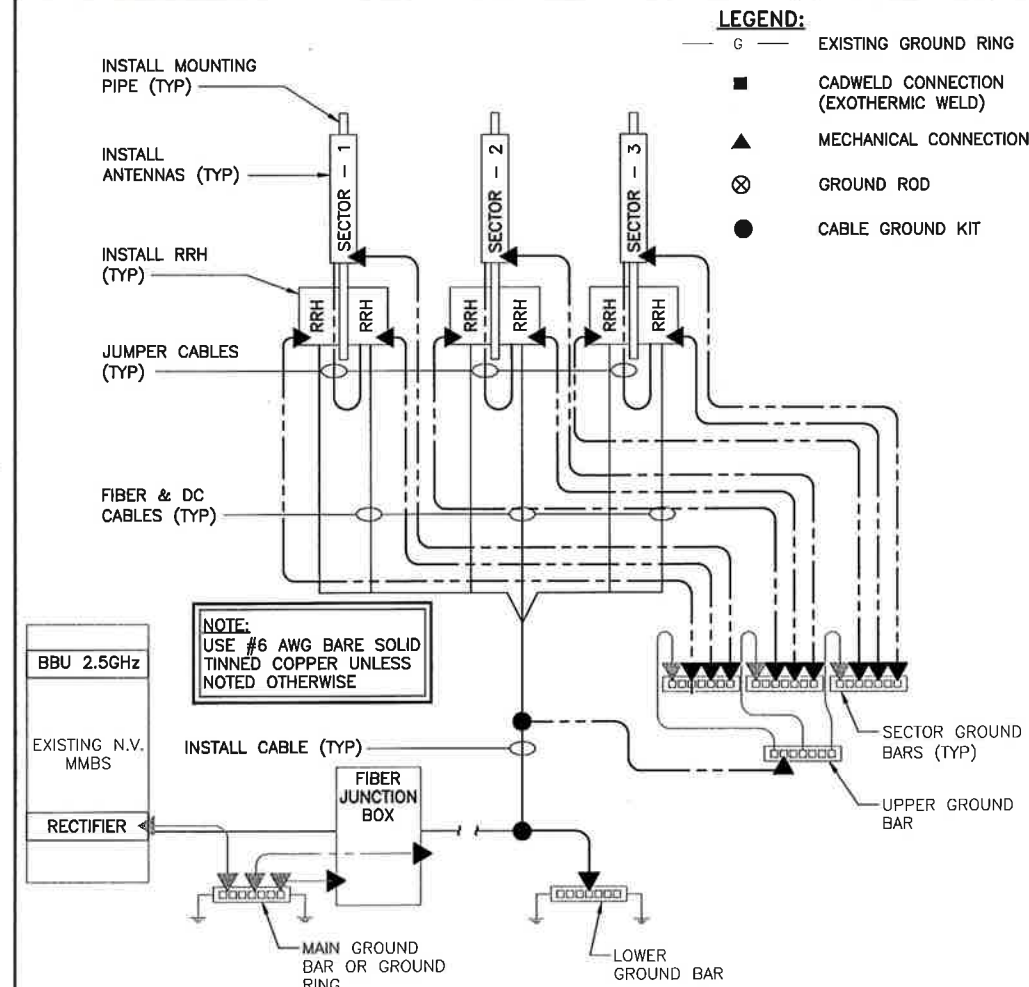 LEGEND:
G EXISTING GROUND RING
CADWELD CONNECTION
(EXOTHERMIC WELD)
MECHANICAL CONNECTION
GROUND ROD
CABLE GROUND KIT
INSTALL MOUNTING
PIPE (TYP)
INSTALL
ANTENNAS (TYP)
INSTALL RRH
(TYP)
JUMPER CABLES
(TYP)
FIBER & DC
CABLES (TYP)
SECTOR - 1
SECTOR - 2
SECTOR - 3
RRH
RRH
RRH
RRH
RRH
RRH
NOTE:
USE #6 AWG BARE SOLID
TINNED COPPER UNLESS
NOTED OTHERWISE
BBU 2.5GHz
EXISTING N.V.
MMBS
RECTIFIER
INSTALL CABLE (TYP)
FIBER
JUNCTION
BOX
SECTOR GROUND
BARS (TYP)
UPPER GROUND
BAR
MAIN GROUND
BAR OR GROUND
RING
LOWER
GROUND BAR